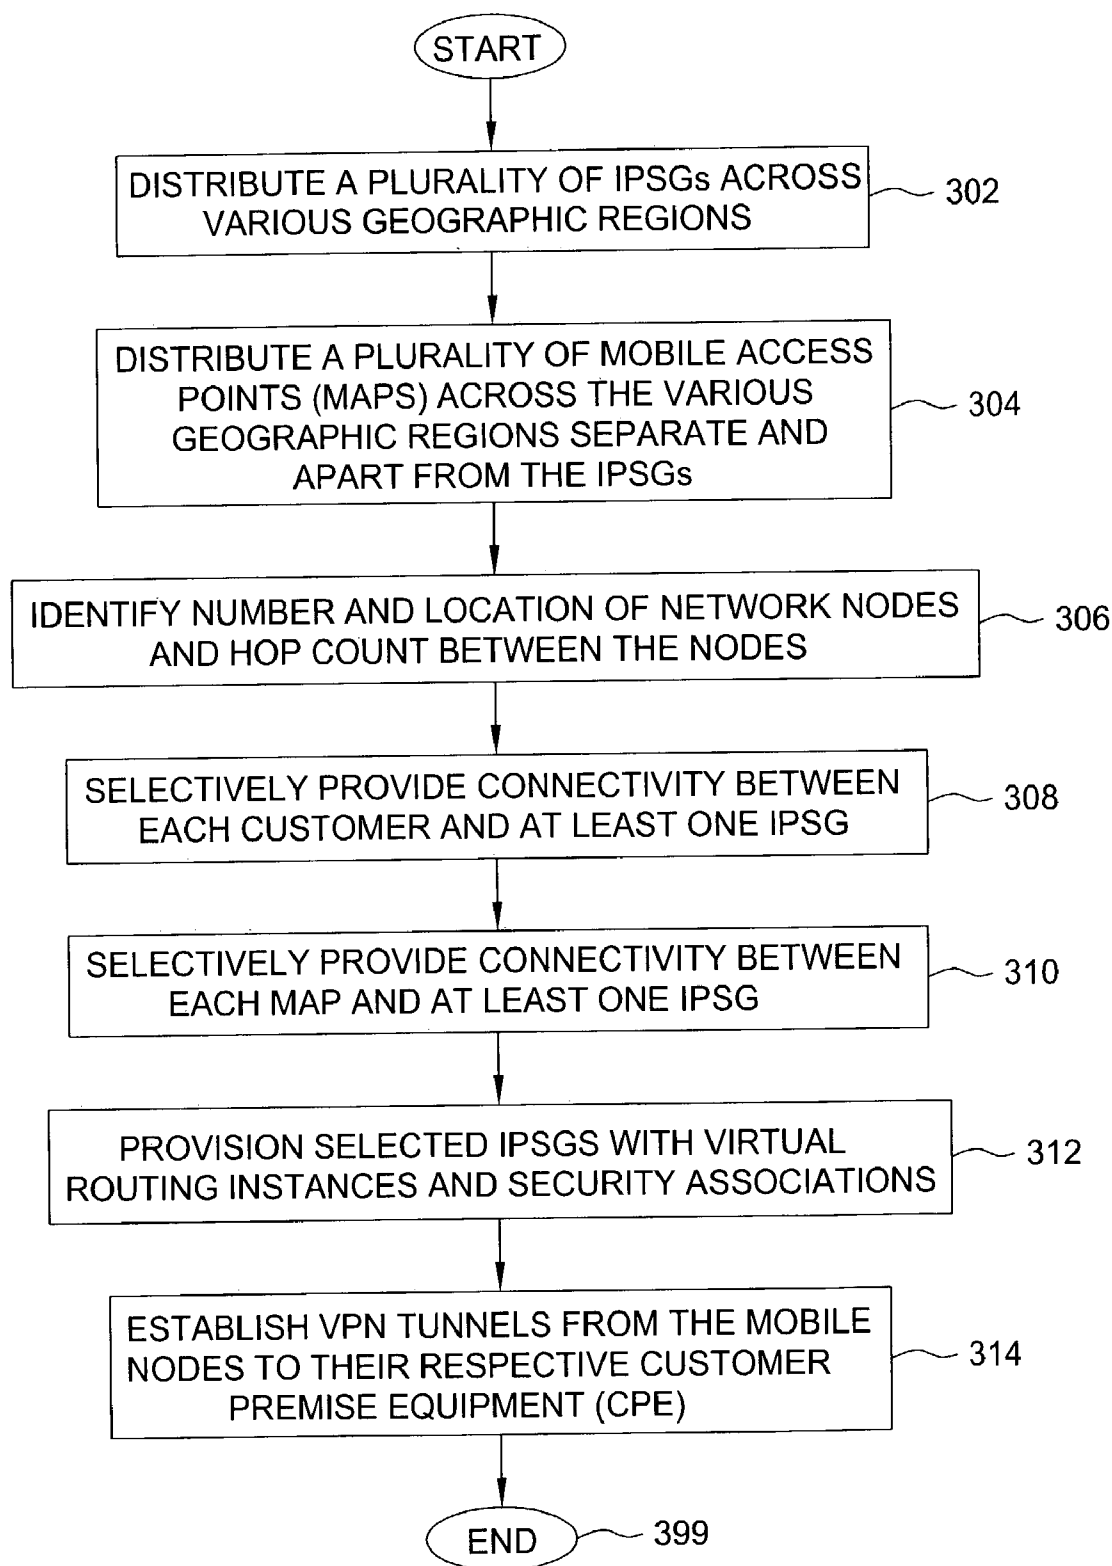 START
DISTRIBUTE A PLURALITY OF IPSGs ACROSS
VARIOUS GEOGRAPHIC REGIONS
302
DISTRIBUTE A PLURALITY OF MOBILE ACCESS
POINTS (MAPS) ACROSS THE VARIOUS
GEOGRAPHIC REGIONS SEPARATE AND
APART FROM THE IPSGs
304
IDENTIFY NUMBER AND LOCATION OF NETWORK NODES
AND HOP COUNT BETWEEN THE NODES
306
SELECTIVELY PROVIDE CONNECTIVITY BETWEEN
EACH CUSTOMER AND AT LEAST ONE IPSG
308
SELECTIVELY PROVIDE CONNECTIVITY BETWEEN
EACH MAP AND AT LEAST ONE IPSG
310
PROVISION SELECTED IPSGS WITH VIRTUAL
ROUTING INSTANCES AND SECURITY ASSOCIATIONS
312
ESTABLISH VPN TUNNELS FROM THE MOBILE
NODES TO THEIR RESPECTIVE CUSTOMER
PREMISE EQUIPMENT (CPE)
314
END
399